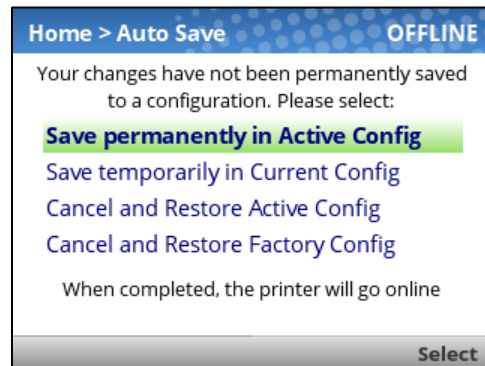 Home > Auto Save OFFLINE
Your changes have not been permanently saved
to a configuration. Please select:
Save permanently in Active Config
Save temporarily in Current Config
Cancel and Restore Active Config
Cancel and Restore Factory Config
When completed, the printer will go online
Select